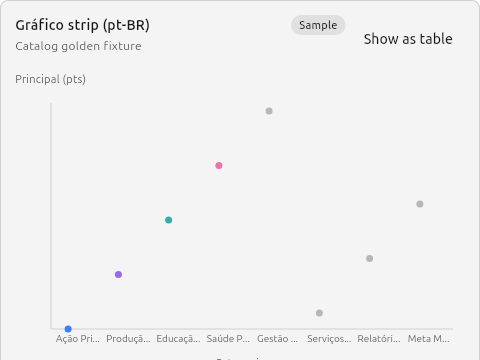 Gráfico strip (pt-BR)
Sample
Show as table
Catalog golden fixture
Principal (pts)
Ação Pri... Produçã... Educaçã... Saúde P... Gestão ... Serviços... Relatóri... Meta M...